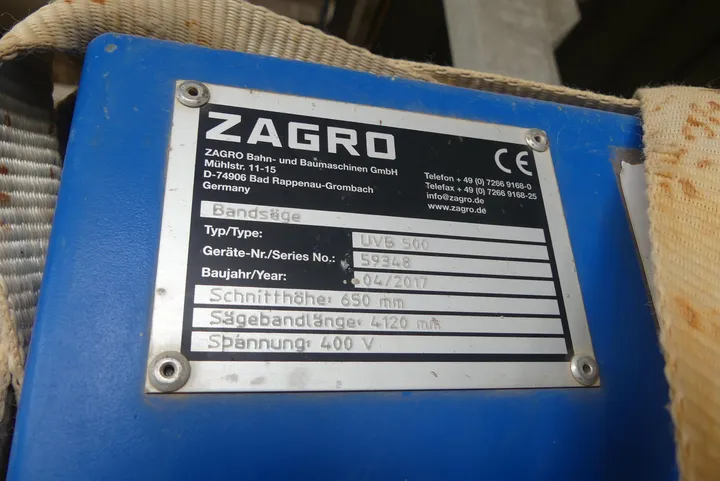 ZAGRO
CE
ZAGRO Bahn- und Baumaschinen GmbH
Mühlstr. 11-15
D-74906 Bad Rappenau-Grombach
Germany
Telefon + 49 (0) 7266 9168-0
Telefax + 49 (0) 7266 9168-25
info@zagro.de
www.zagro.de
Bandsäge
Typ/Type: UVB 500
Geräte-Nr./Series No.: 59348
Baujahr/Year: 04/2017
Schnitthöhe: 650 mm
Sägebandlänge: 4120 mm
Spannung: 400 V